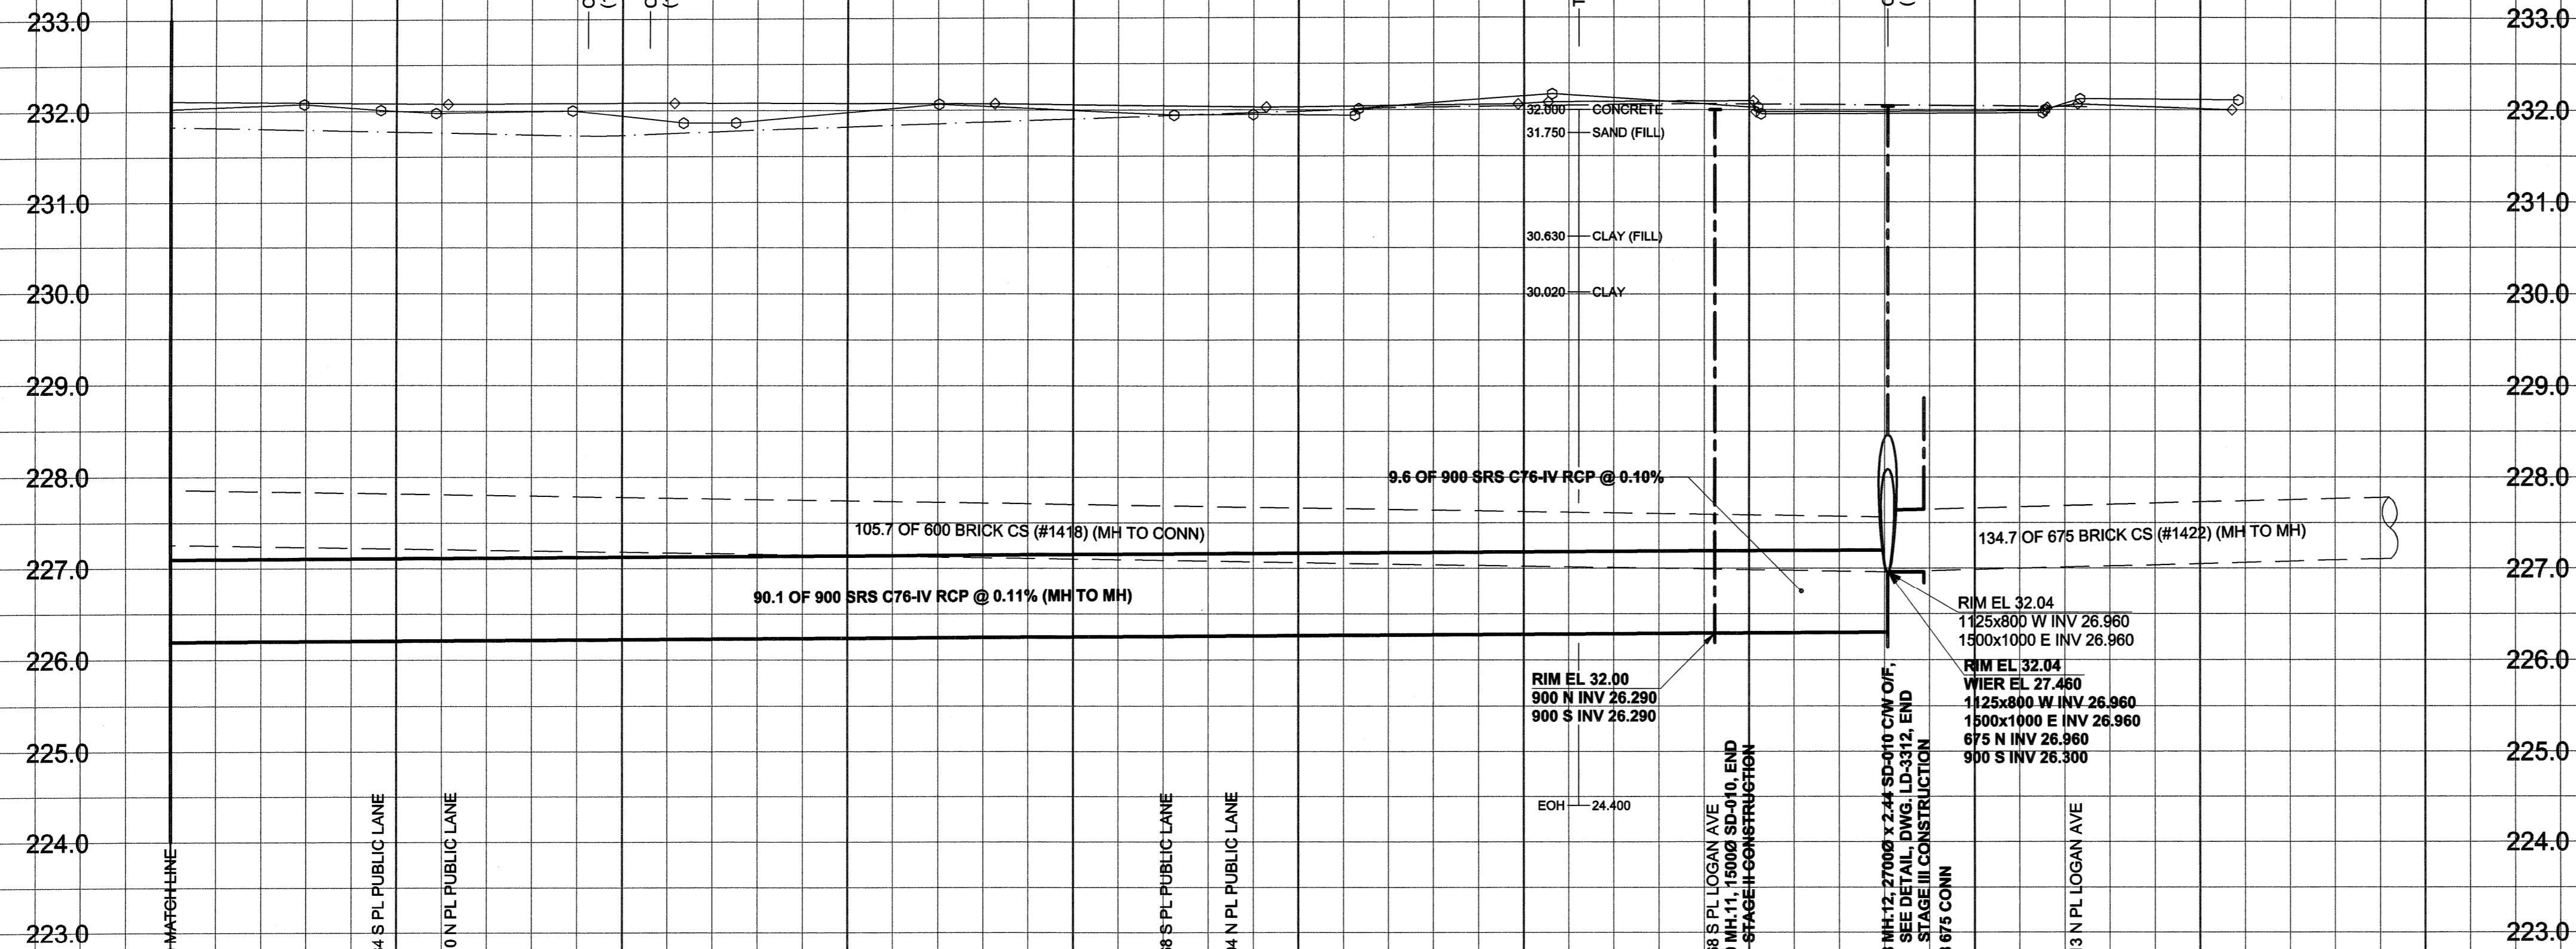 233.0
233.0
232.0
232.0
32.000 CONCRETE
31.750 SAND (FILL)
231.0
231.0
30.630 CLAY (FILL)
230.0
230.0
30.020 CLAY
229.0
229.0
228.0
228.0
9.6 OF 900 SRS C76-IV RCP @ 0.10%
105.7 OF 600 BRICK CS (#1418) (MH TO CONN)
134.7 OF 675 BRICK CS (#1422) (MH TO MH)
227.0
227.0
90.1 OF 900 SRS C76-IV RCP @ 0.11% (MH TO MH)
RIM EL 32.04
1125x800 W INV 26.960
1500x1000 E INV 26.960
226.0
226.0
RIM EL 32.00
900 N INV 26.290
900 S INV 26.290
RIM EL 32.04
WIER EL 27.460
1125x800 W INV 26.960
1500x1000 E INV 26.960
675 N INV 26.960
900 S INV 26.300
225.0
225.0
EOH 24.400
224.0
224.0
223.0
223.0
MATCH LINE
4 S PL PUBLIC LANE
0 N PL PUBLIC LANE
8 S PL PUBLIC LANE
4 N PL PUBLIC LANE
8 S PL LOGAN AVE
MH.11, 1500Ø SD-010, END
STAGE II CONSTRUCTION
MH.12, 2700Ø x 2.44 SD-010 C/W O/F,
SEE DETAIL, DWG. LD-3312, END
STAGE III CONSTRUCTION
675 CONN
3 N PL LOGAN AVE